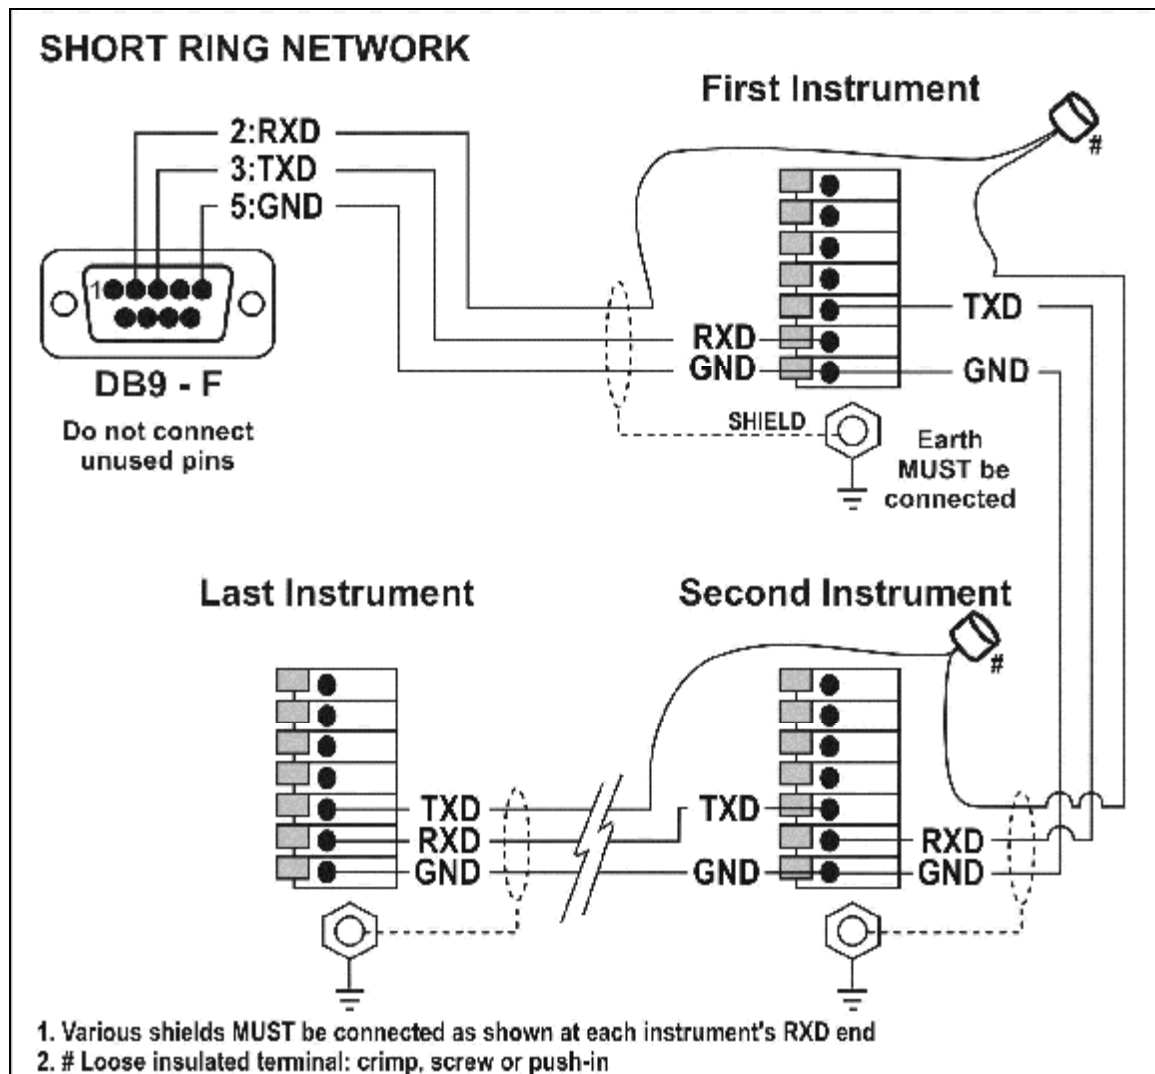 SHORT RING NETWORK
First Instrument
2:RXD
3:TXD
5:GND
#
1
TXD
RXD
GND
GND
DB9 - F
Do not connect
unused pins
SHIELD
Earth
MUST be
connected
Last Instrument
Second Instrument
#
TXD
TXD
RXD
RXD
GND
GND
GND
1. Various shields MUST be connected as shown at each instrument's RXD end
2. # Loose insulated terminal: crimp, screw or push-in